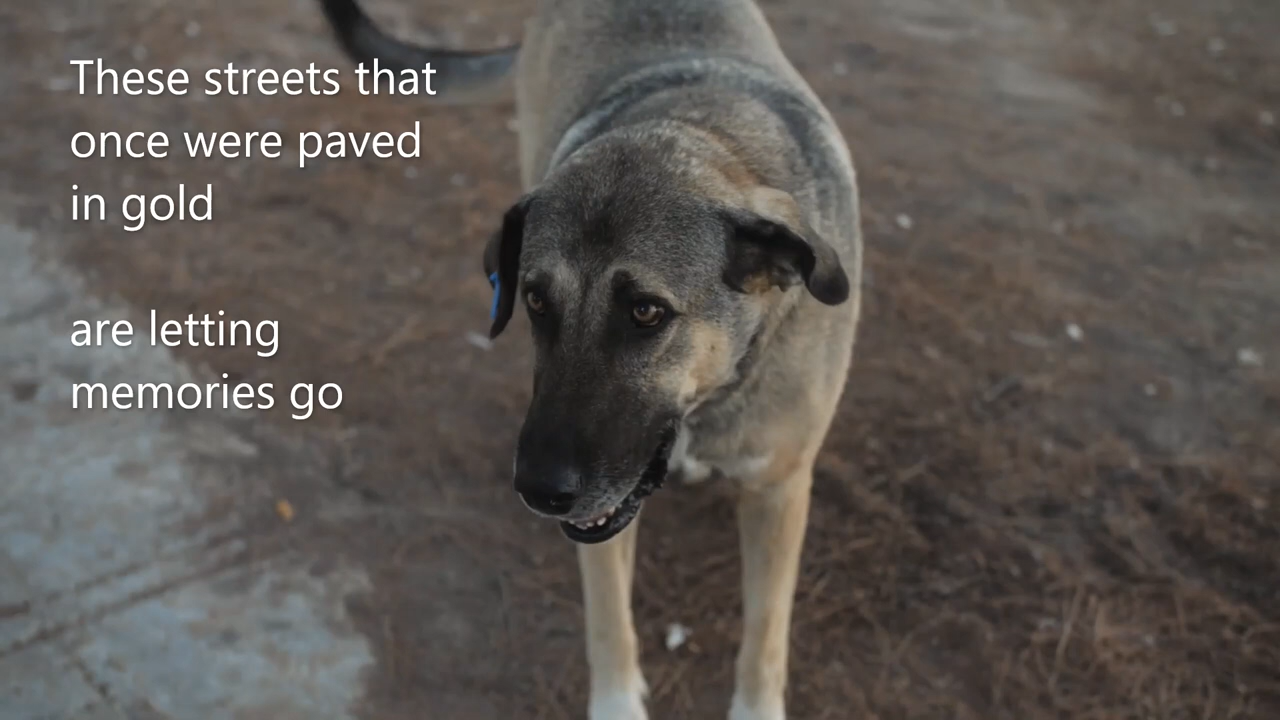 These streets that
once were paved
in gold
are letting
memories go